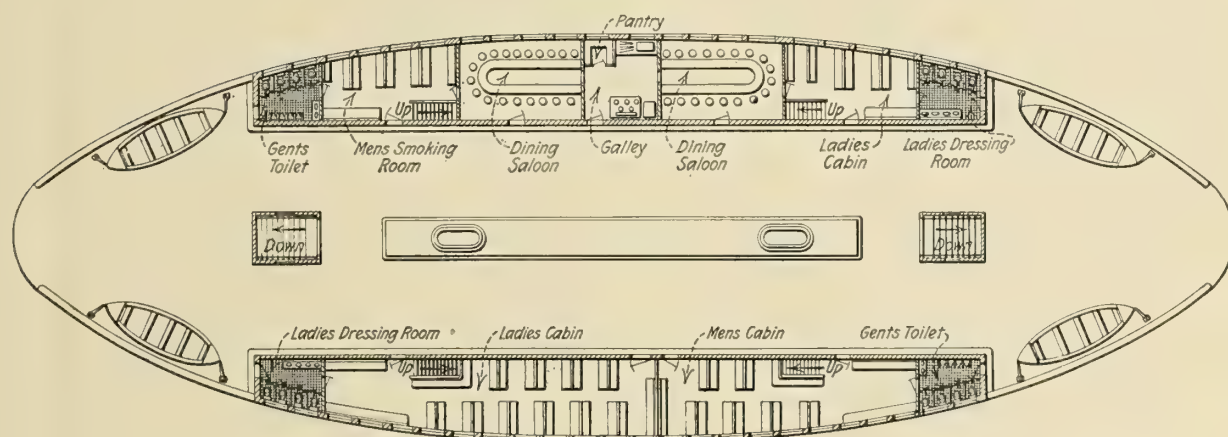 Pantry
Up
Up
Gents
Toilet
Mens Smoking
Room
Dining
Saloon
Galley
Dining
Saloon
Ladies
Cabin
Ladies Dressing
Room
Down
Down
Ladies Dressing Room
Ladies Cabin
Mens Cabin
Gents Toilet
Up
Up